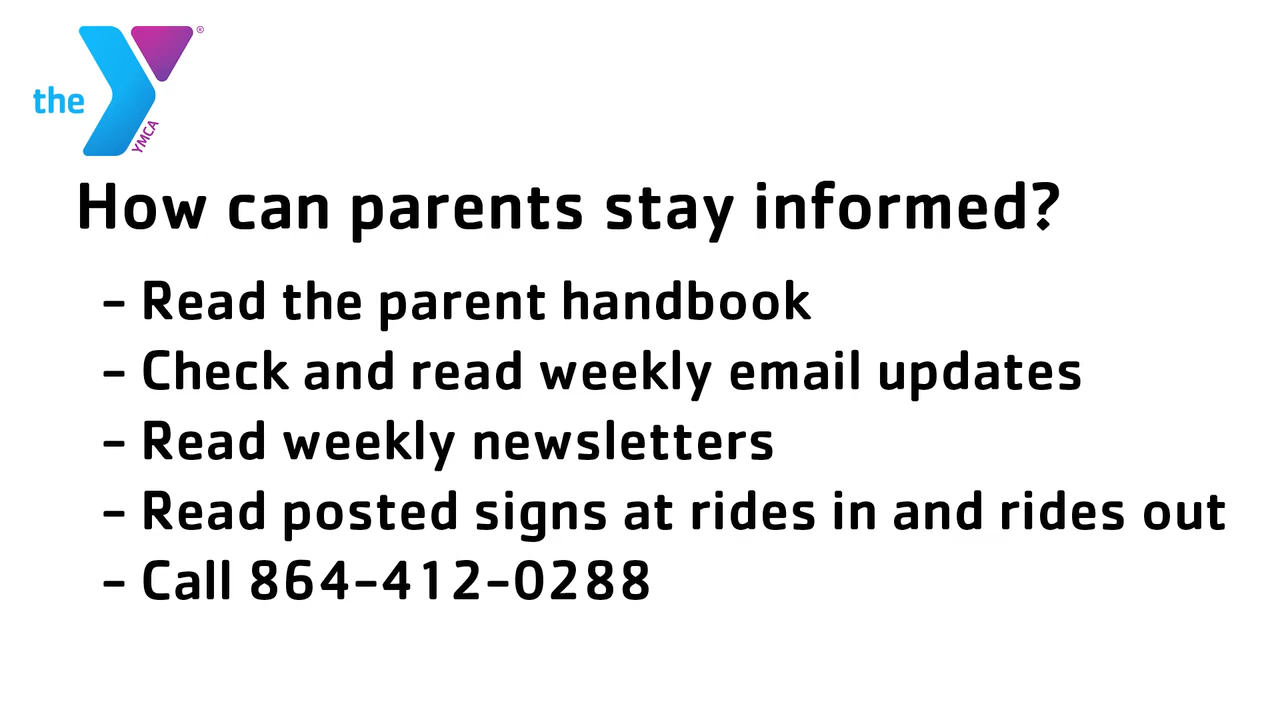 the
YMCA
®
How can parents stay informed?
- Read the parent handbook
- Check and read weekly email updates
- Read weekly newsletters
- Read posted signs at rides in and rides out
- Call 864-412-0288